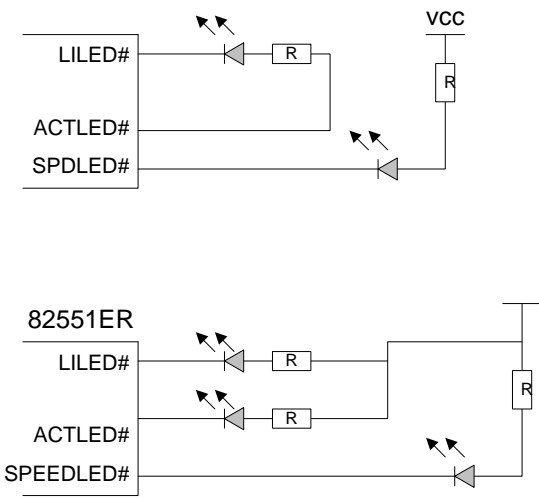 VCC
LILED#
R
R
ACTLED#
SPDLED#
82551ER
LILED#
R
R
R
ACTLED#
SPEEDLED#